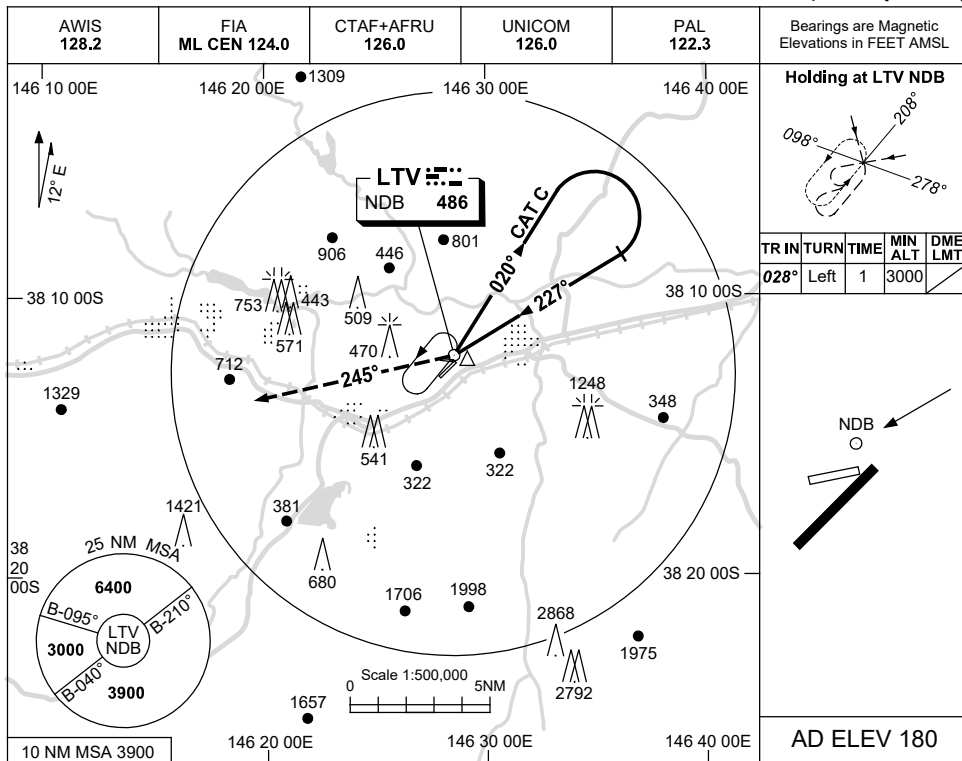 AWIS
128.2
FIA
ML CEN 124.0
CTAF+AFRU
126.0
UNICOM
126.0
PAL
122.3
Bearings are Magnetic
Elevations in FEET AMSL
146 10 00E
146 20 00E
1309
146 30 00E
146 40 00E
Holding at LTV NDB
208°
098°
278°
TR IN
TURN
TIME
MIN ALT
DME LMT
028°
Left
1
3000
12° E
LTV
NDB 486
CAT C
020°
227°
906
446
801
38 10 00S
38 10 00S
753
443
509
571
470
712
245°
1329
1248
348
541
322
322
NDB
1421
381
680
38
20
00S
38 20 00S
25 NM MSA
6400
B-095°
B-210°
LTV
NDB
3000
B-040°
3900
1706
1998
2868
1975
2792
Scale 1:500,000
0
5NM
1657
10 NM MSA 3900
146 20 00E
146 30 00E
146 40 00E
AD ELEV 180